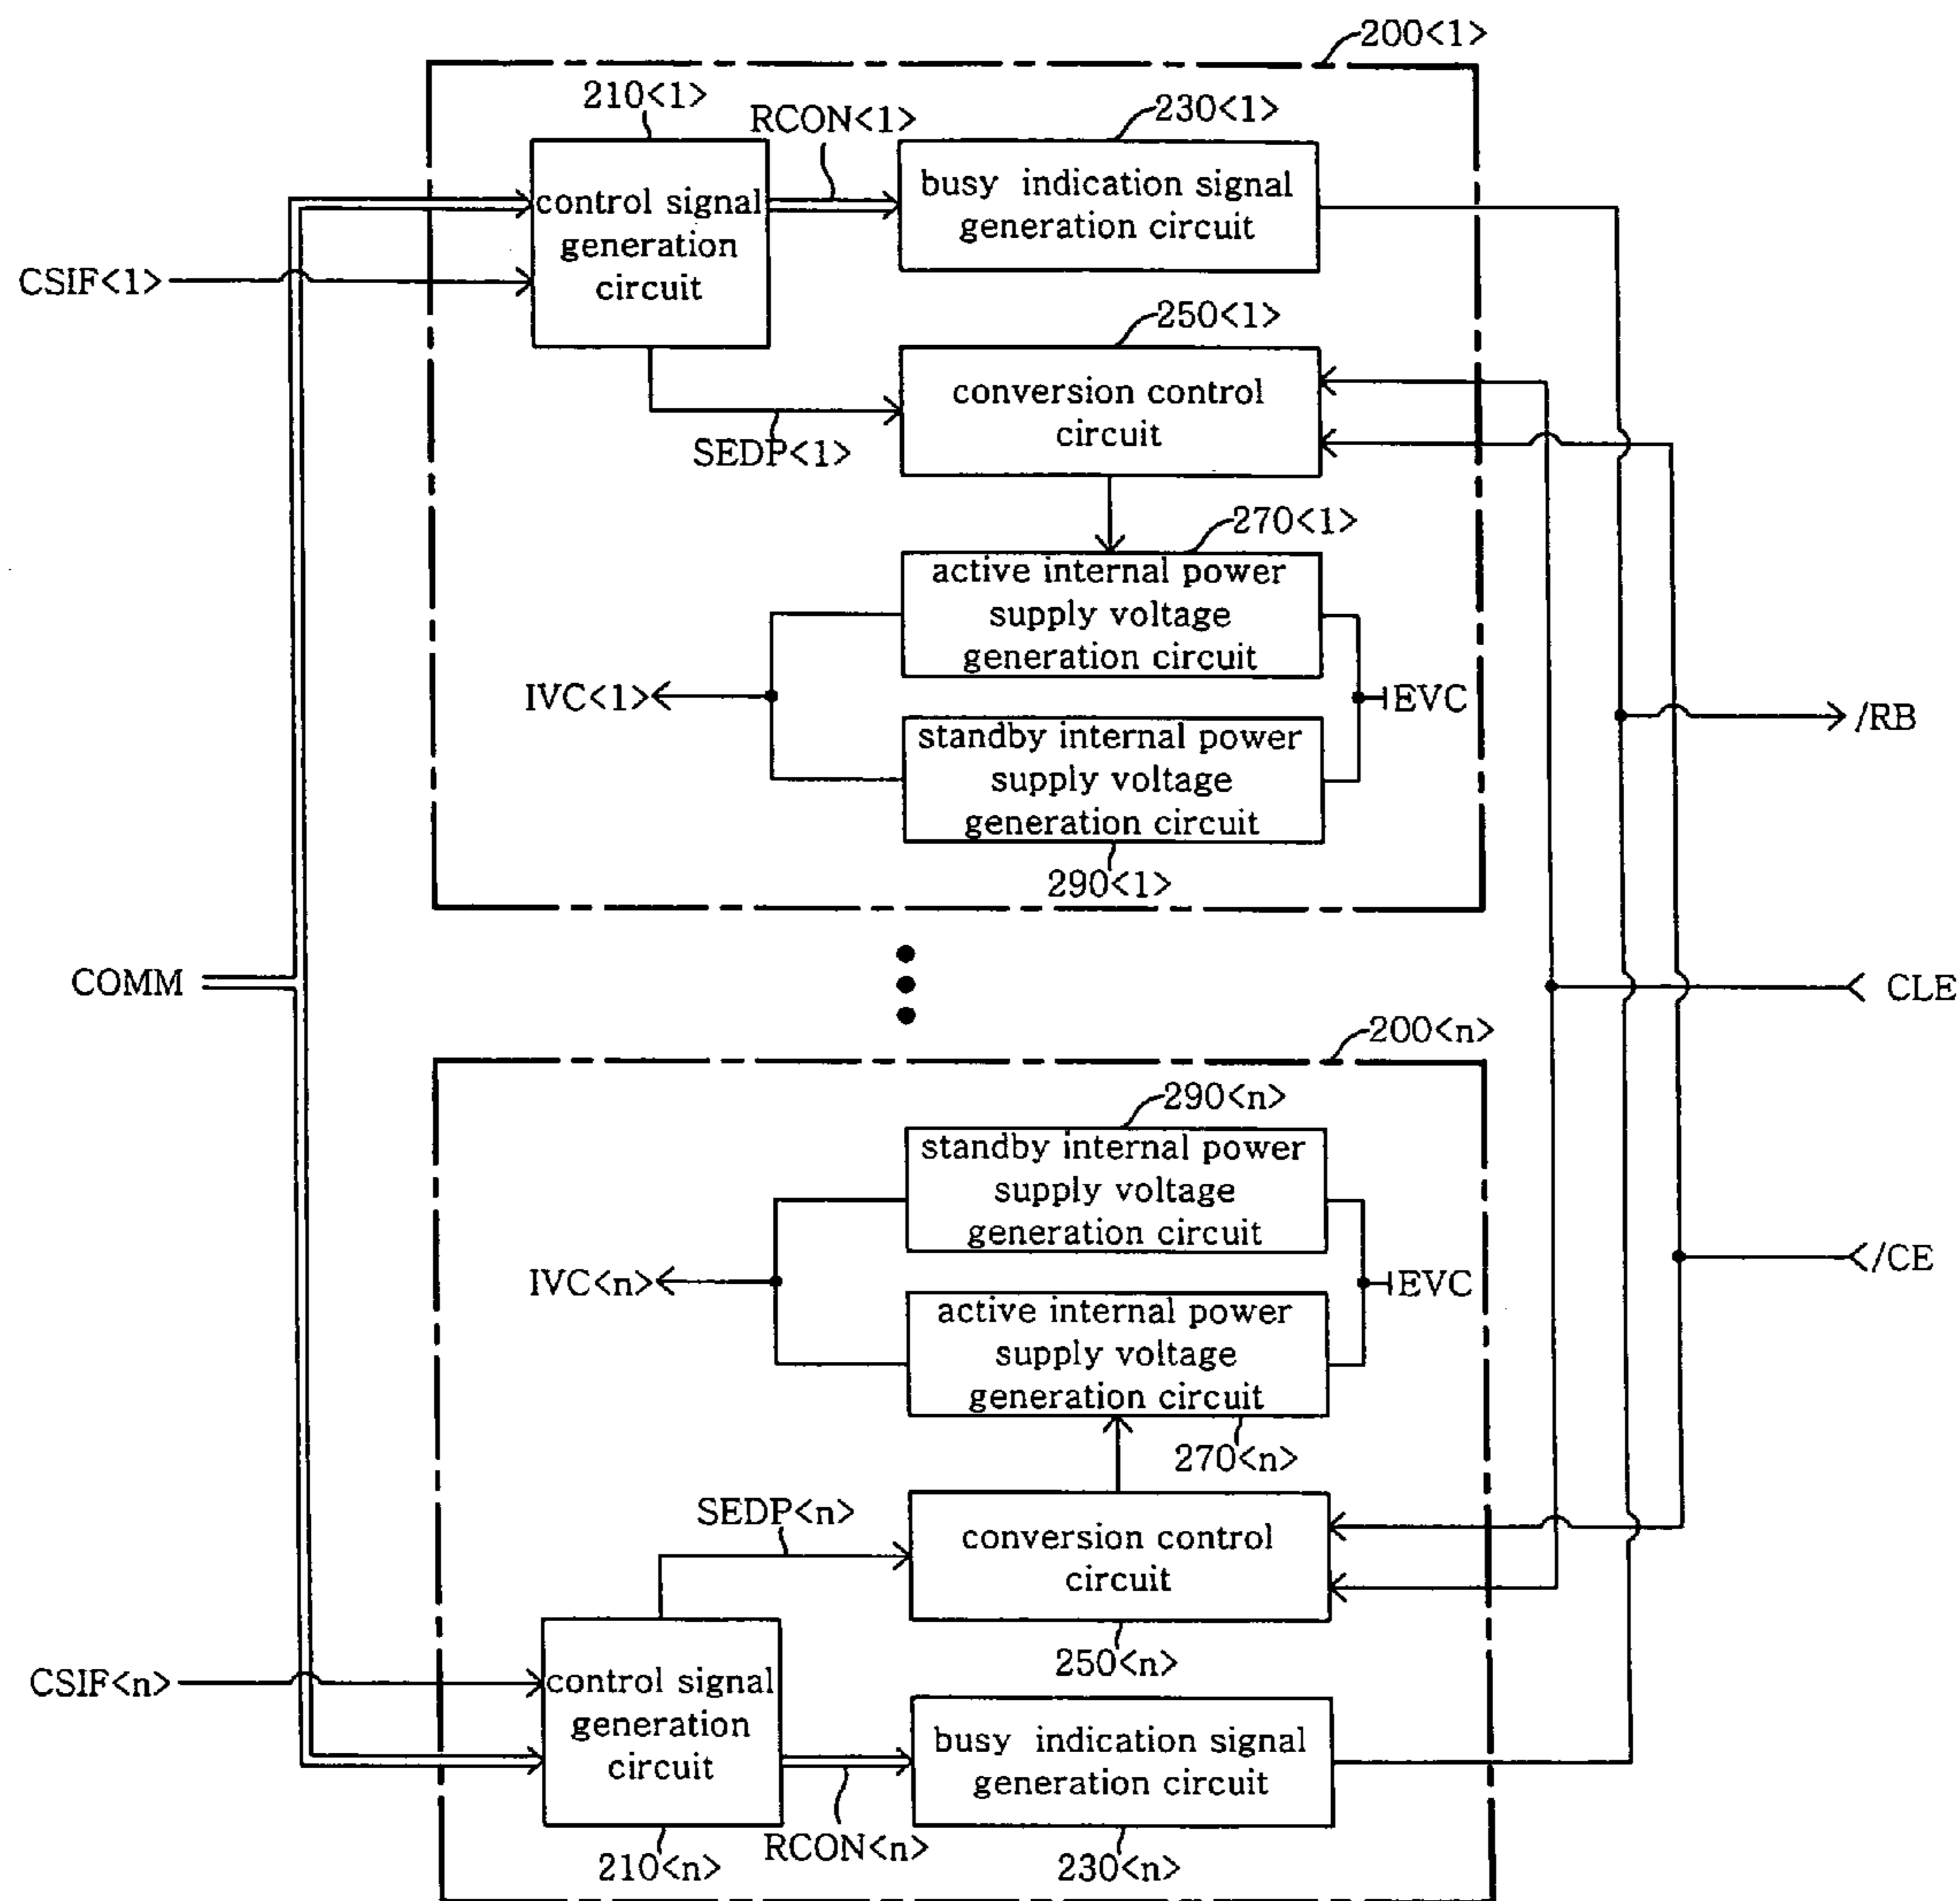 200<1>
210<1>
RCON<1>
230<1>
control signal
generation
circuit
busy indication signal
generation circuit
CSIF<1>
250<1>
conversion control
circuit
SEDP<1>
270<1>
active internal power
supply voltage
generation circuit
IVC<1>
EVC
/RB
standby internal power
supply voltage
generation circuit
290<1>
COMM
CLE
200<n>
290<n>
standby internal power
supply voltage
generation circuit
/CE
IVC<n>
EVC
active internal power
supply voltage
generation circuit
270<n>
SEDP<n>
conversion control
circuit
250<n>
CSIF<n>
control signal
generation
circuit
busy indication signal
generation circuit
RCON<n>
210<n>
230<n>